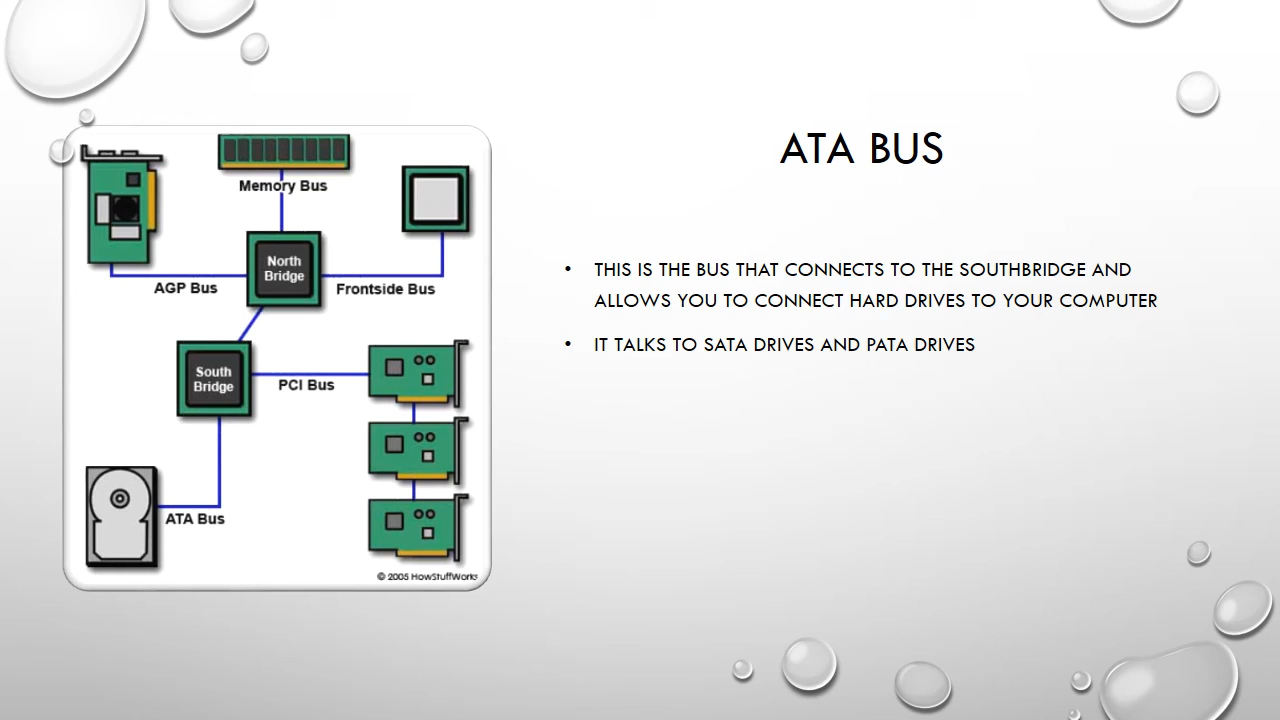 ATA BUS
Memory Bus
North
Bridge
AGP Bus
Frontside Bus
South
Bridge
PCI Bus
ATA Bus
© 2005 HowStuffWorks
• THIS IS THE BUS THAT CONNECTS TO THE SOUTHBRIDGE AND
ALLOWS YOU TO CONNECT HARD DRIVES TO YOUR COMPUTER
• IT TALKS TO SATA DRIVES AND PATA DRIVES